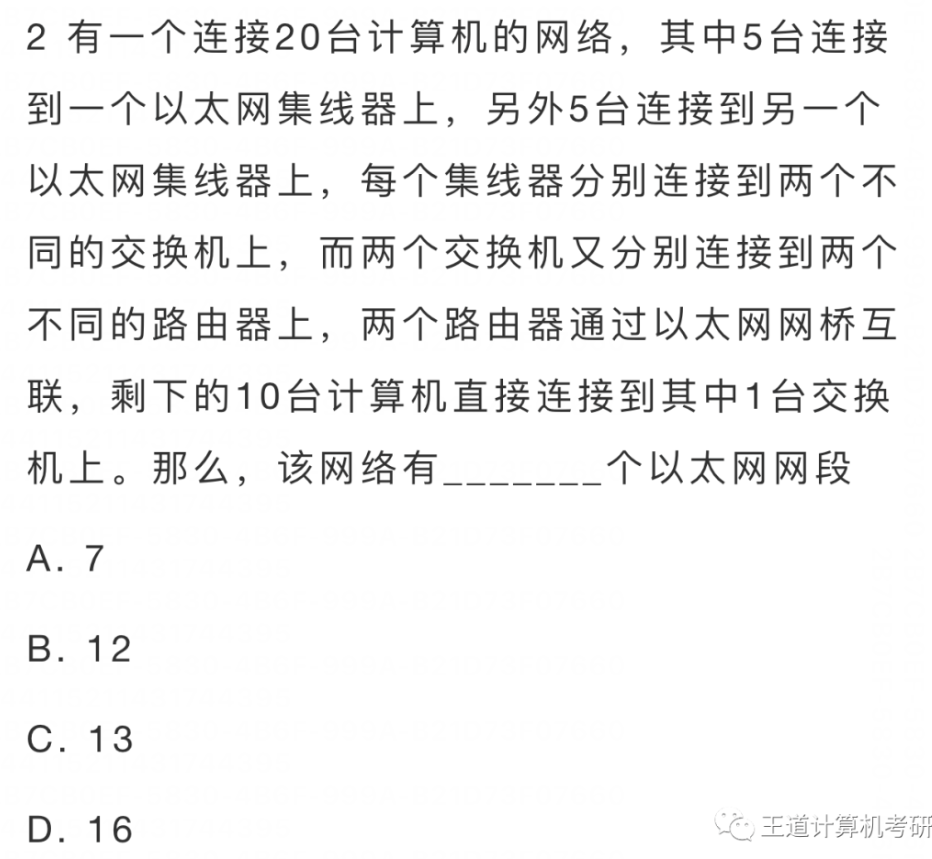 2 有一个连接20台计算机的网络，其中5台连接
到一个以太网集线器上，另外5台连接到另一个
以太网集线器上，每个集线器分别连接到两个不
同的交换机上，而两个交换机又分别连接到两个
不同的路由器上，两个路由器通过以太网网桥互
联，剩下的10台计算机直接连接到其中1台交换
机上。那么，该网络有_______个以太网网段
A. 7
B. 12
C. 13
D. 16
王道计算机考研